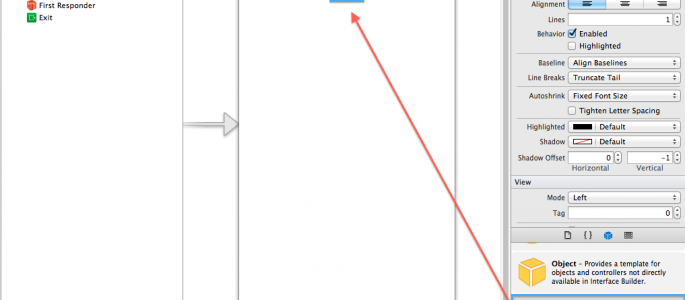 First Responder
Exit
Alignment
Lines 1
Behavior Enabled
Highlighted
Baseline Align Baselines
Line Breaks Truncate Tail
Autoshrink Fixed Font Size
Tighten Letter Spacing
Highlighted Default
Shadow Default
Shadow Offset 0 -1
Horizontal Vertical
View
Mode Left
Tag 0
{ }
Object - Provides a template for
objects and controllers not directly
available in Interface Builder.